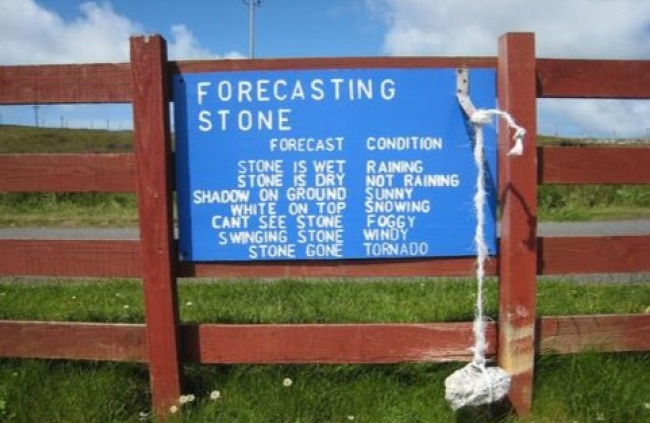 FORECASTING
STONE
FORECAST CONDITION
STONE IS WET RAINING
STONE IS DRY NOT RAINING
SHADOW ON GROUND SUNNY
WHITE ON TOP SNOWING
CANT SEE STONE FOGGY
SWINGING STONE WINDY
STONE GONE TORNADO